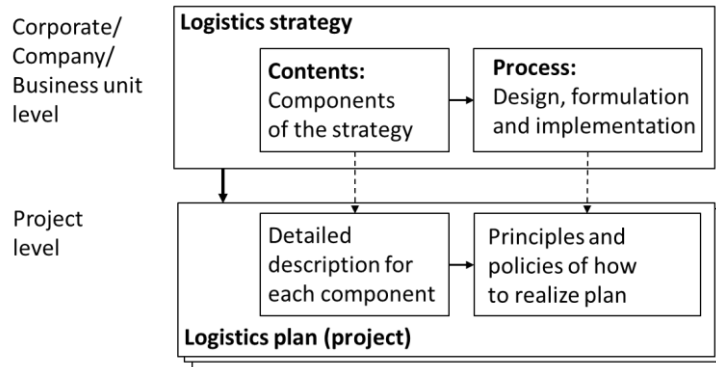 Corporate/
Company/
Business unit
level
Logistics strategy
Contents:
Components
of the strategy
Process:
Design, formulation
and implementation
Project
level
Detailed
description for
each component
Principles and
policies of how
to realize plan
Logistics plan (project)